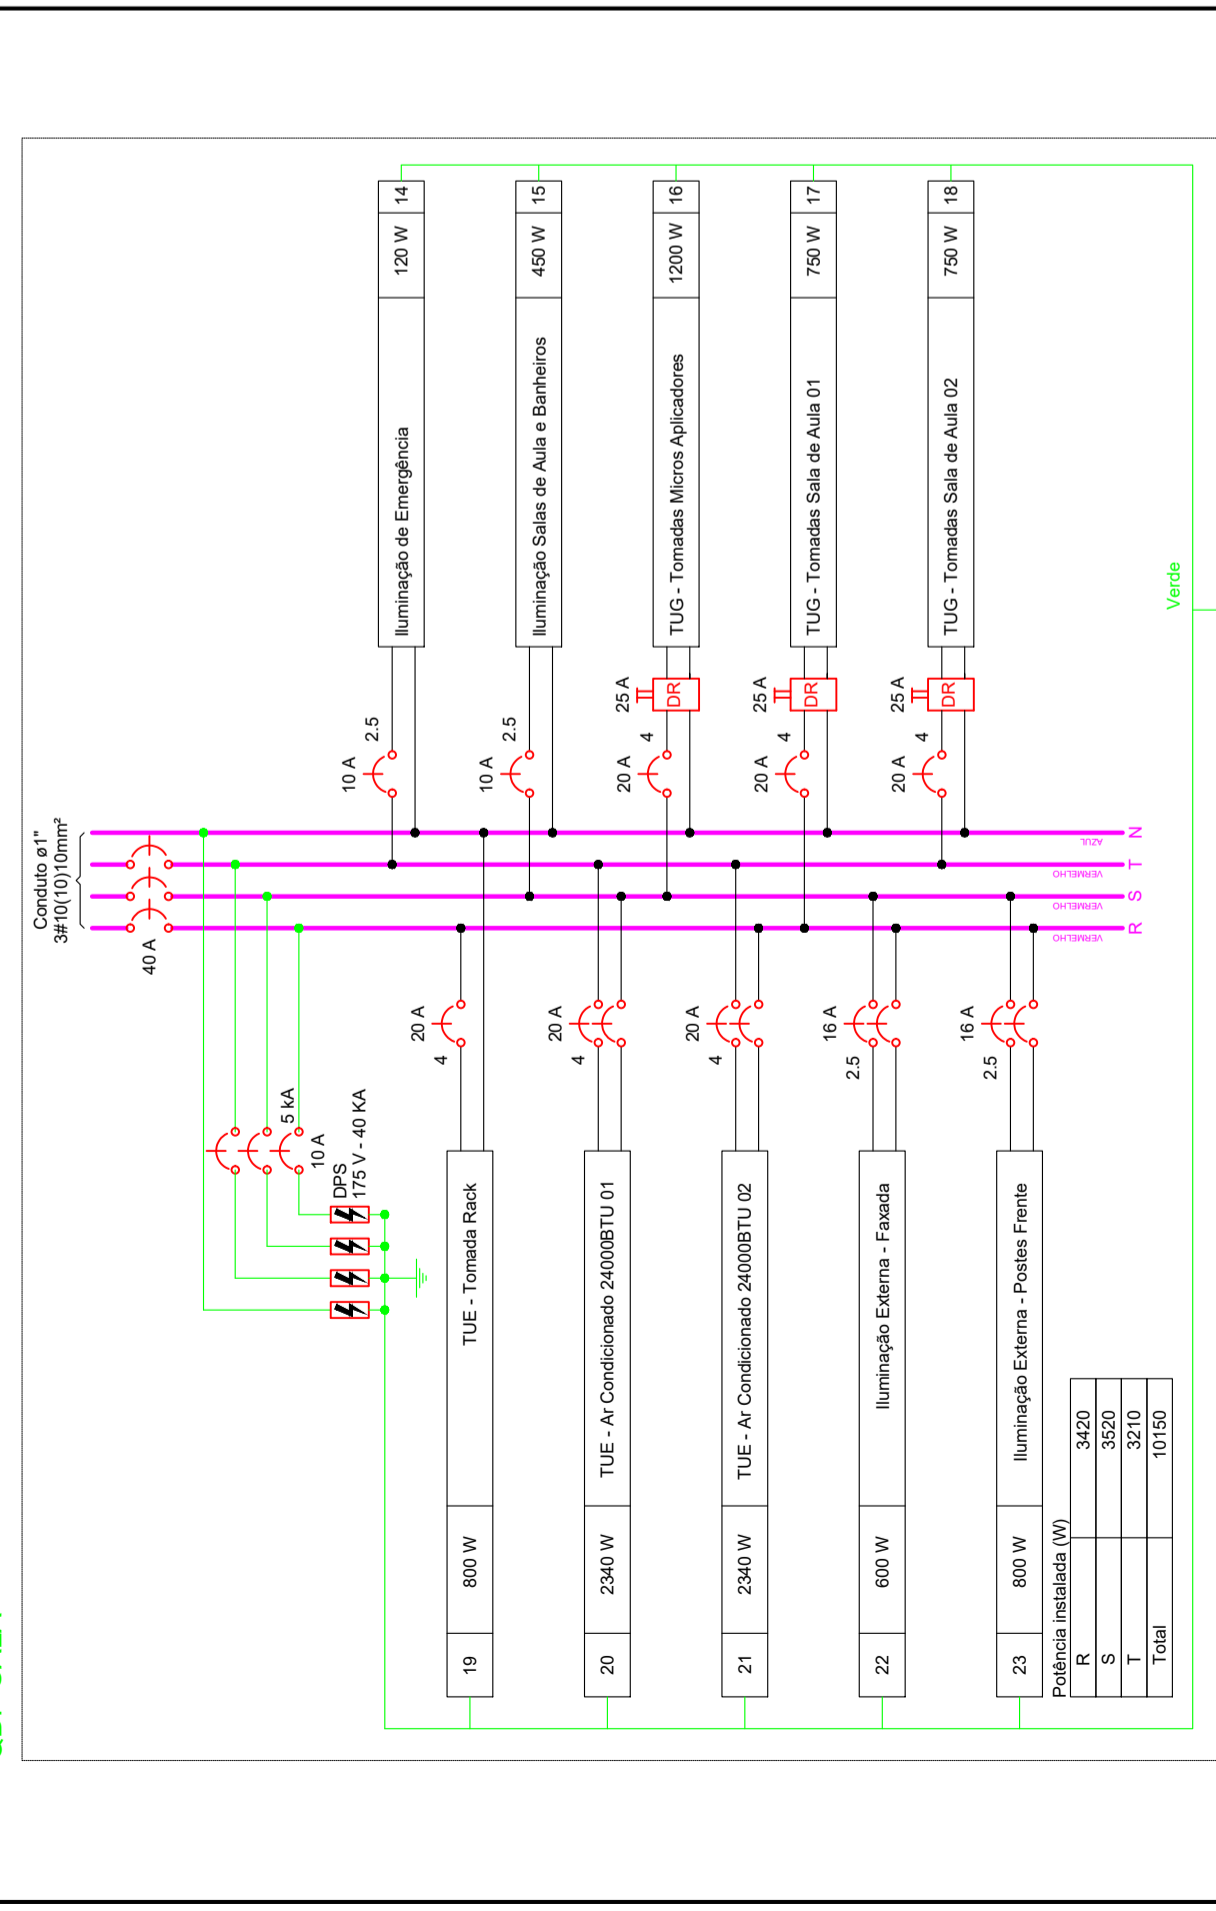 Conduto ø1"
3#10(10)10mm²
40 A
5 kA
10 A
DPS
175 V - 40 KA
10 A
2.5
Iluminação de Emergência
120 W
14
10 A
2.5
Iluminação Salas de Aula e Banheiros
450 W
15
20 A
4
25 A
DR
TUG - Tomadas Micros Aplicadores
1200 W
16
20 A
4
25 A
DR
TUG - Tomadas Sala de Aula 01
750 W
17
20 A
4
25 A
DR
TUG - Tomadas Sala de Aula 02
750 W
18
19
800 W
TUE - Tomada Rack
4
20 A
20
2340 W
TUE - Ar Condicionado 24000BTU 01
4
20 A
21
2340 W
TUE - Ar Condicionado 24000BTU 02
4
20 A
22
600 W
Iluminação Externa - Faxada
2.5
16 A
23
800 W
Iluminação Externa - Postes Frente
2.5
16 A
AZUL
N
VERMELHO
T
VERMELHO
S
VERMELHO
R
Verde
Potência instalada (W)
R 3420
S 3520
T 3210
Total 10150